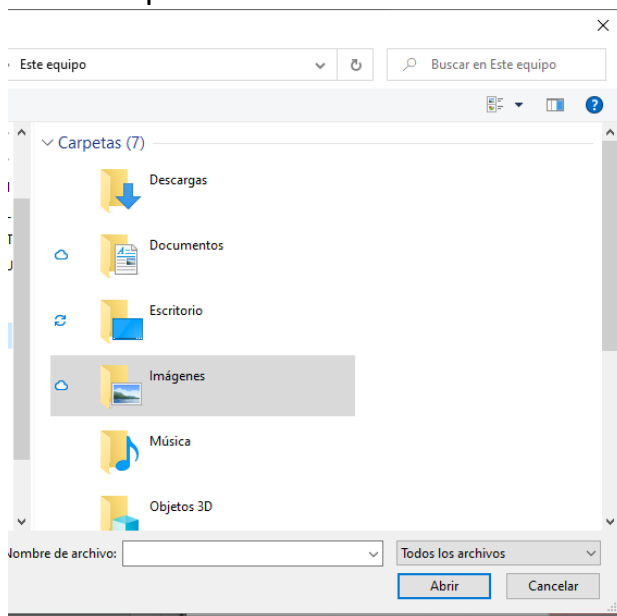 Este equipo
Buscar en Este equipo
Carpetas (7)
Descargas
Documentos
Escritorio
Imágenes
Música
Objetos 3D
Nombre de archivo:
Todos los archivos
Abrir
Cancelar